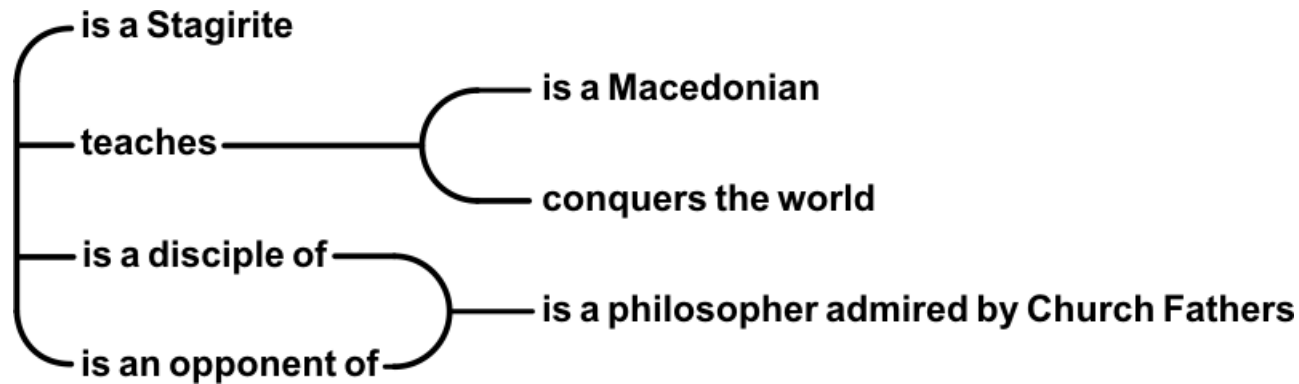 is a Stagirite
is a Macedonian
teaches
conquers the world
is a disciple of
is a philosopher admired by Church Fathers
is an opponent of